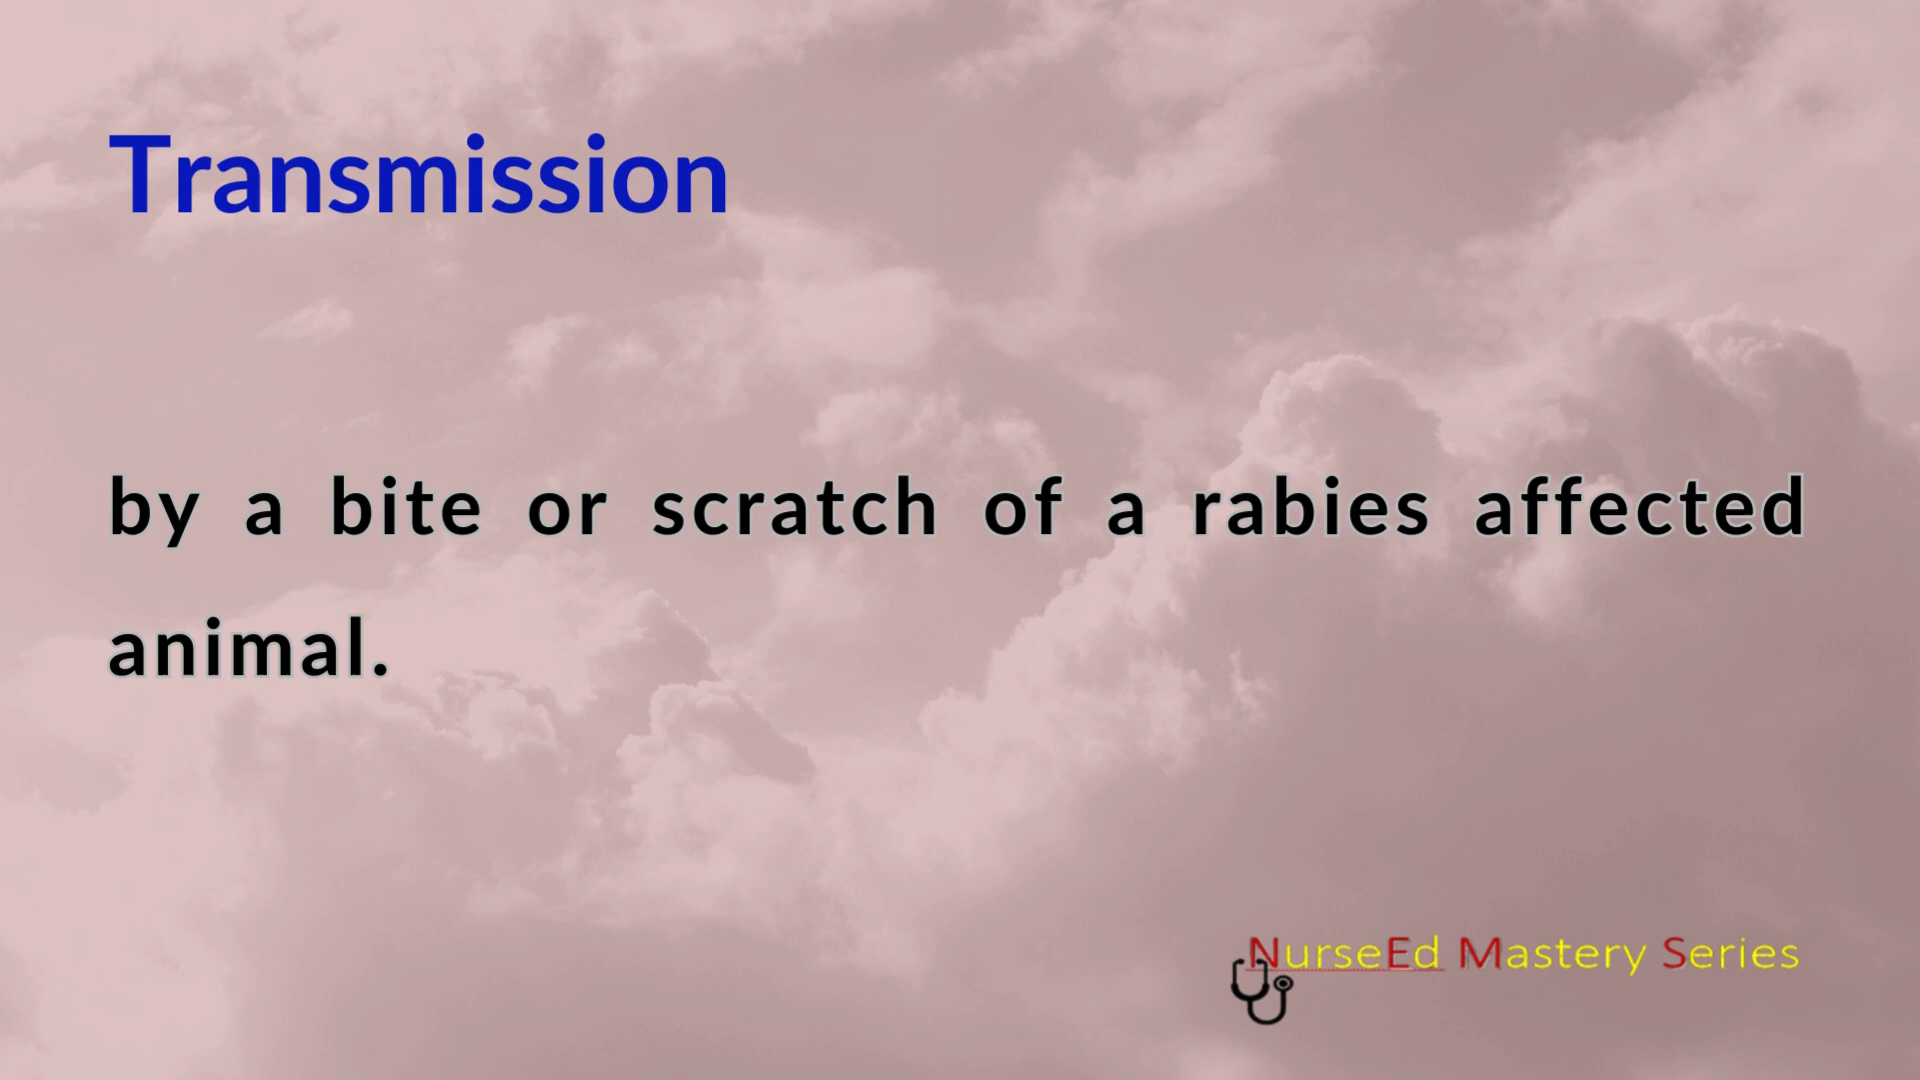 Transmission
by a bite or scratch of a rabies affected
animal.
NurseEd Mastery Series